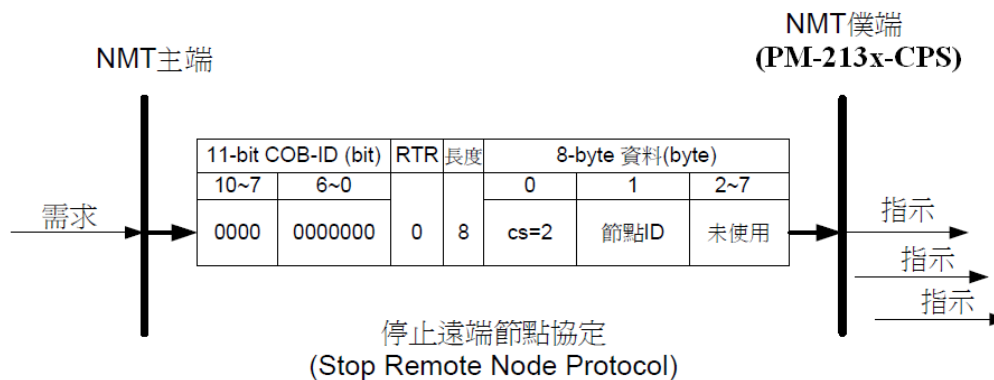 NMT主端
NMT僕端
(PM-213x-CPS)
11-bit COB-ID (bit) RTR 長度 8-byte 資料(byte)
10~7 6~0 0 1 2~7
需求
0000 0000000 0 8 cs=2 節點ID 未使用
指示
指示
指示
停止遠端節點協定
(Stop Remote Node Protocol)